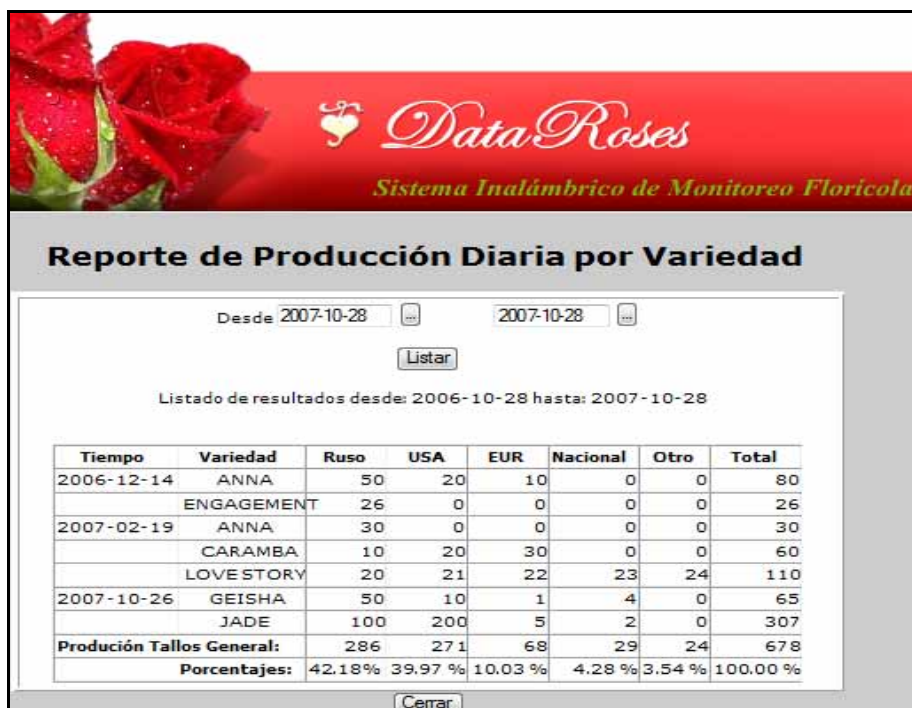 DataRoses
Sistema Inalámbrico de Monitoreo Florícola
Reporte de Producción Diaria por Variedad
Desde 2007-10-28 ... 2007-10-28 ...
Listar
Listado de resultados desde: 2006-10-28 hasta: 2007-10-28
Tiempo Variedad Ruso USA EUR Nacional Otro Total
2006-12-14 ANNA 50 20 10 0 0 80
ENGAGEMENT 26 0 0 0 0 26
2007-02-19 ANNA 30 0 0 0 0 30
CARAMBA 10 20 30 0 0 60
LOVE STORY 20 21 22 23 24 110
2007-10-26 GEISHA 50 10 1 4 0 65
JADE 100 200 5 2 0 307
Produción Tallos General: 286 271 68 29 24 678
Porcentajes: 42.18% 39.97 % 10.03 % 4.28 % 3.54 % 100.00 %
Cerrar